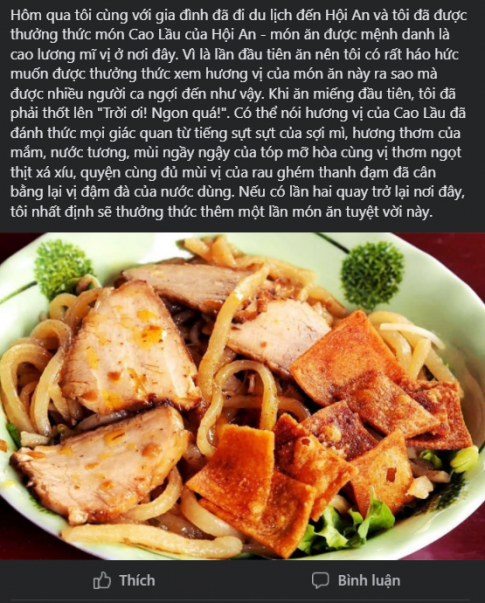 Hôm qua tôi cùng với gia đình đã đi du lịch đến Hội An và tôi đã được
thưởng thức món Cao Lầu của Hội An - món ăn được mệnh danh là
cao lương mĩ vị ở nơi đây. Vì là lần đầu tiên ăn nên tôi có rất háo hức
muốn được thưởng thức xem hương vị của món ăn này ra sao mà
được nhiều người ca ngợi đến như vậy. Khi ăn miếng đầu tiên, tôi đã
phải thốt lên "Trời ơi! Ngon quá!". Có thể nói hương vị của Cao Lầu đã
đánh thức mọi giác quan từ tiếng sựt sựt của sợi mì, hương thơm của
mắm, nước tương, mùi ngầy ngậy của tóp mỡ hòa cùng vị thơm ngọt
thịt xá xíu, quyện cùng đủ mùi vị của rau ghém thanh đạm đã cân
bằng lại vị đậm đà của nước dùng. Nếu có lần hai quay trở lại nơi đây,
tôi nhất định sẽ thưởng thức thêm một lần món ăn tuyệt vời này.
Thích
Bình luận